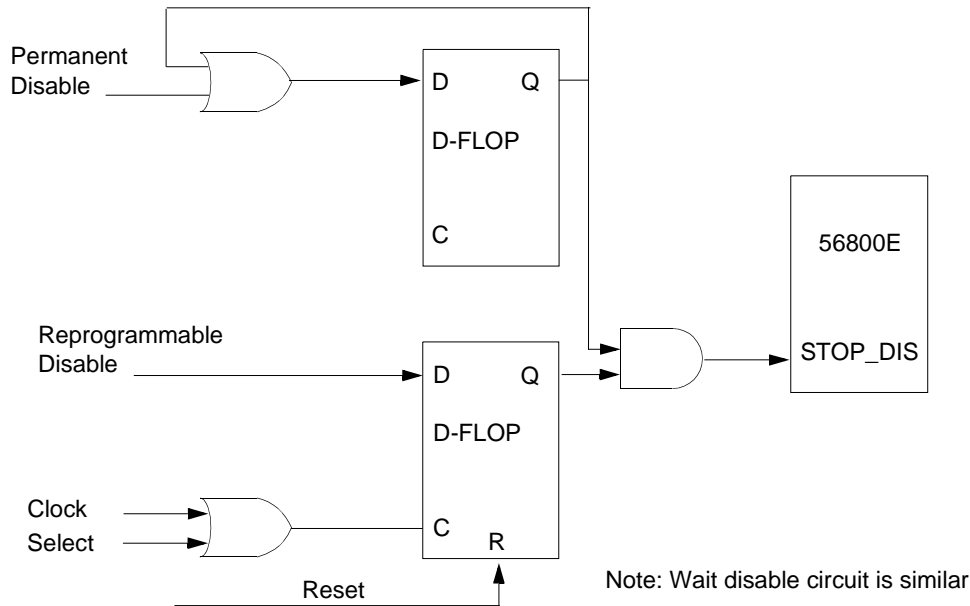 Permanent
Disable
D
Q
D-FLOP
C
56800E
STOP_DIS
Reprogrammable
Disable
D
Q
D-FLOP
Clock
Select
C
R
Reset
Note: Wait disable circuit is similar